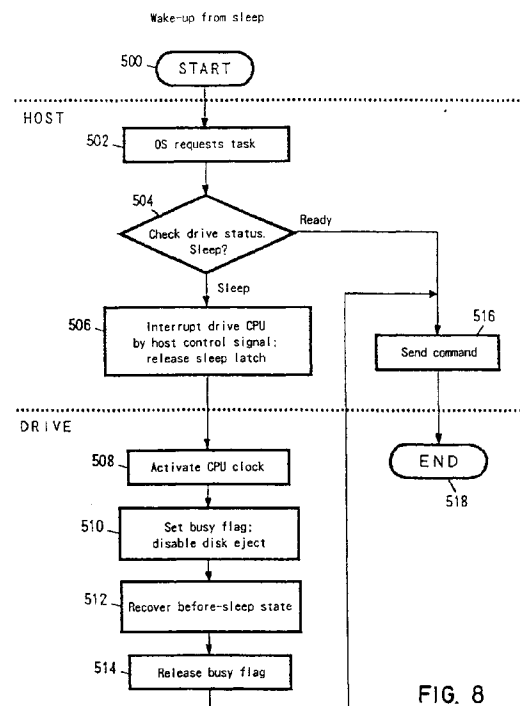 Wake-up from sleep
500
START
HOST
502
OS requests task
504
Check drive status.
Sleep?
Ready
Sleep
506
Interrupt drive CPU
by host control signal;
release sleep latch
516
Send command
DRIVE
508
Activate CPU clock
END
518
510
Set busy flag;
disable disk eject
512
Recover before-sleep state
514
Release busy flag
FIG. 8